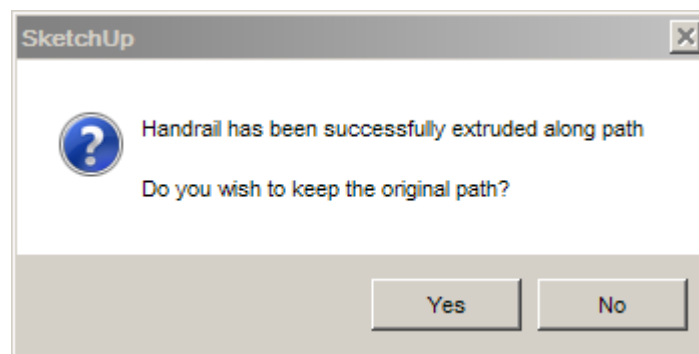 SketchUp
Handrail has been successfully extruded along path
Do you wish to keep the original path?
Yes
No